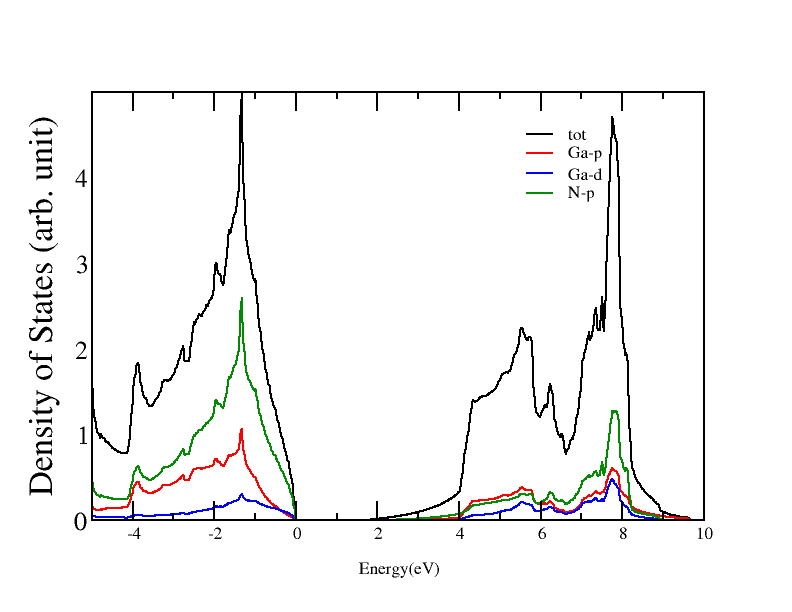 Density of States (arb. unit)
4
3
2
1
0
tot
Ga-p
Ga-d
N-p
-4 -2 0 2 4 6 8 10
Energy(eV)